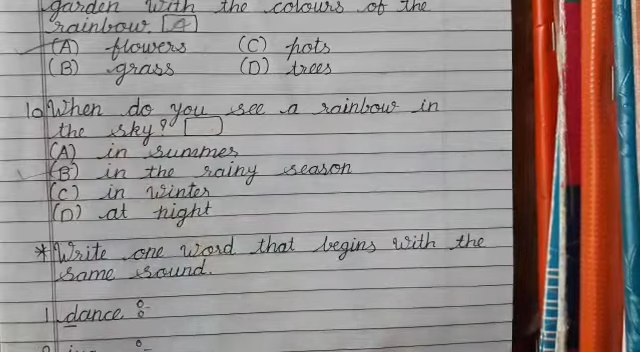 garden with the colours of the
rainbow. [A]
(A) flowers (C) pots
(B) grass (D) trees
10 When do you see a rainbow in
the sky? [ ]
(A) in summer
(B) in the rainy season
(C) in winter
(D) at night
*Write one word that begins with the
same sound.
1. dance :-